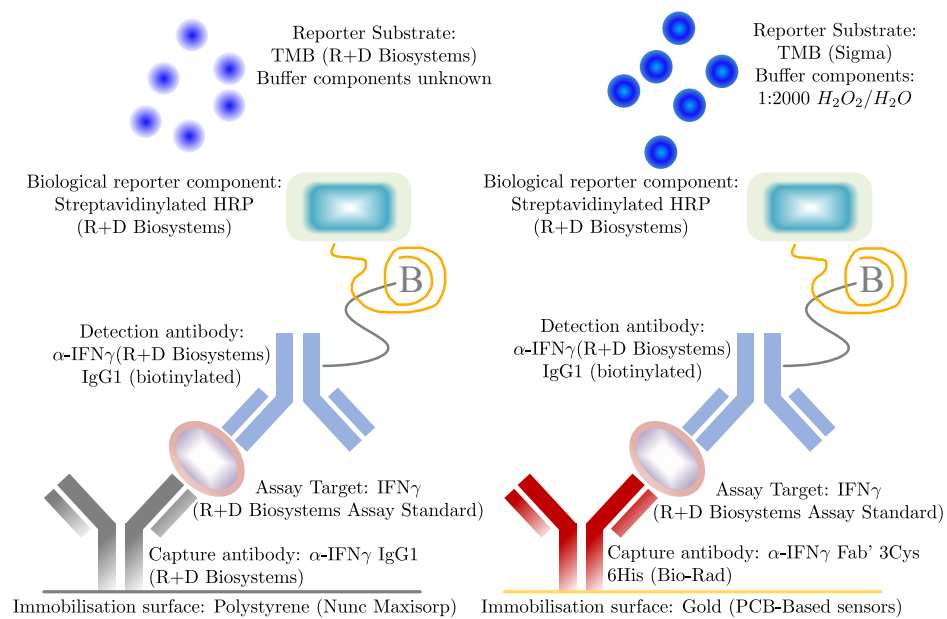 Reporter Substrate:
TMB (R+D Biosystems)
Buffer components unknown
Biological reporter component:
Streptavidinylated HRP
(R+D Biosystems)
B
Detection antibody:
α-IFNγ(R+D Biosystems)
IgG1 (biotinylated)
Assay Target: IFNγ
(R+D Biosystems Assay Standard)
Capture antibody: α-IFNγ IgG1
(R+D Biosystems)
Immobilisation surface: Polystyrene (Nunc Maxisorp)
Reporter Substrate:
TMB (Sigma)
Buffer components:
1:2000 H₂O₂/H₂O
Biological reporter component:
Streptavidinylated HRP
(R+D Biosystems)
B
Detection antibody:
α-IFNγ(R+D Biosystems)
IgG1 (biotinylated)
Assay Target: IFNγ
(R+D Biosystems Assay Standard)
Capture antibody: α-IFNγ Fab' 3Cys
6His (Bio-Rad)
Immobilisation surface: Gold (PCB-Based sensors)